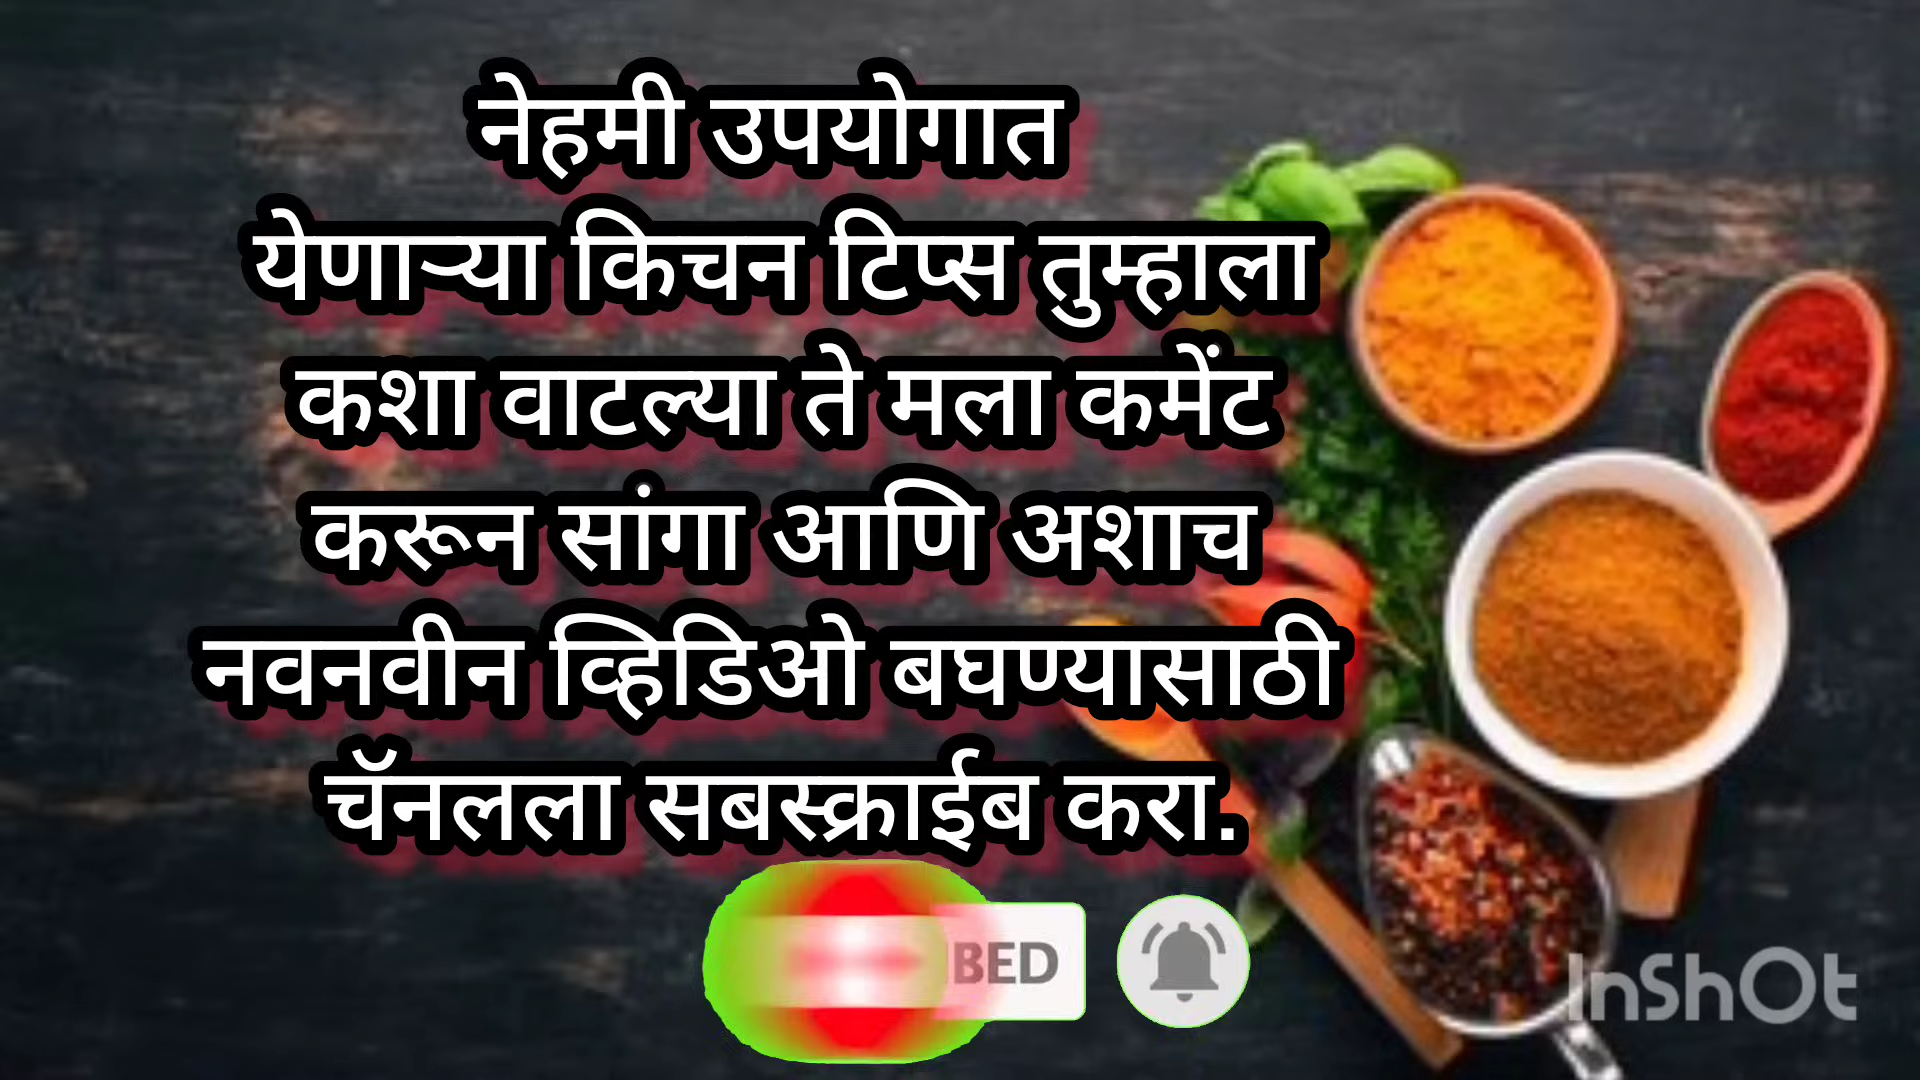 नेहमी उपयोगात
येणाऱ्या किचन टिप्स तुम्हाला
कशा वाटल्या ते मला कमेंट
करून सांगा आणि अशाच
नवनवीन व्हिडिओ बघण्यासाठी
चॅनलला सबस्क्राईब करा.
BED
InShOt